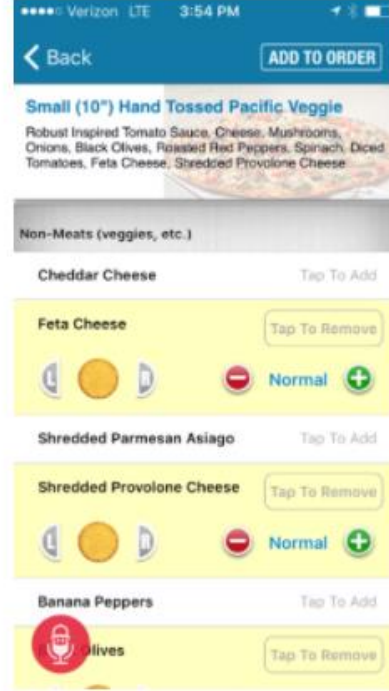 Verizon LTE 3:54 PM
Back
ADD TO ORDER
Small (10") Hand Tossed Pacific Veggie
Robust Inspired Tomato Sauce, Cheese, Mushrooms,
Onions, Black Olives, Roasted Red Peppers, Spinach, Diced
Tomatoes, Feta Cheese, Shredded Provolone Cheese
Non-Meats (veggies, etc.)
Cheddar Cheese Tap To Add
Feta Cheese Tap To Remove
L R Normal
Shredded Parmesan Asiago Tap To Add
Shredded Provolone Cheese Tap To Remove
L R Normal
Banana Peppers Tap To Add
Olives Tap To Remove